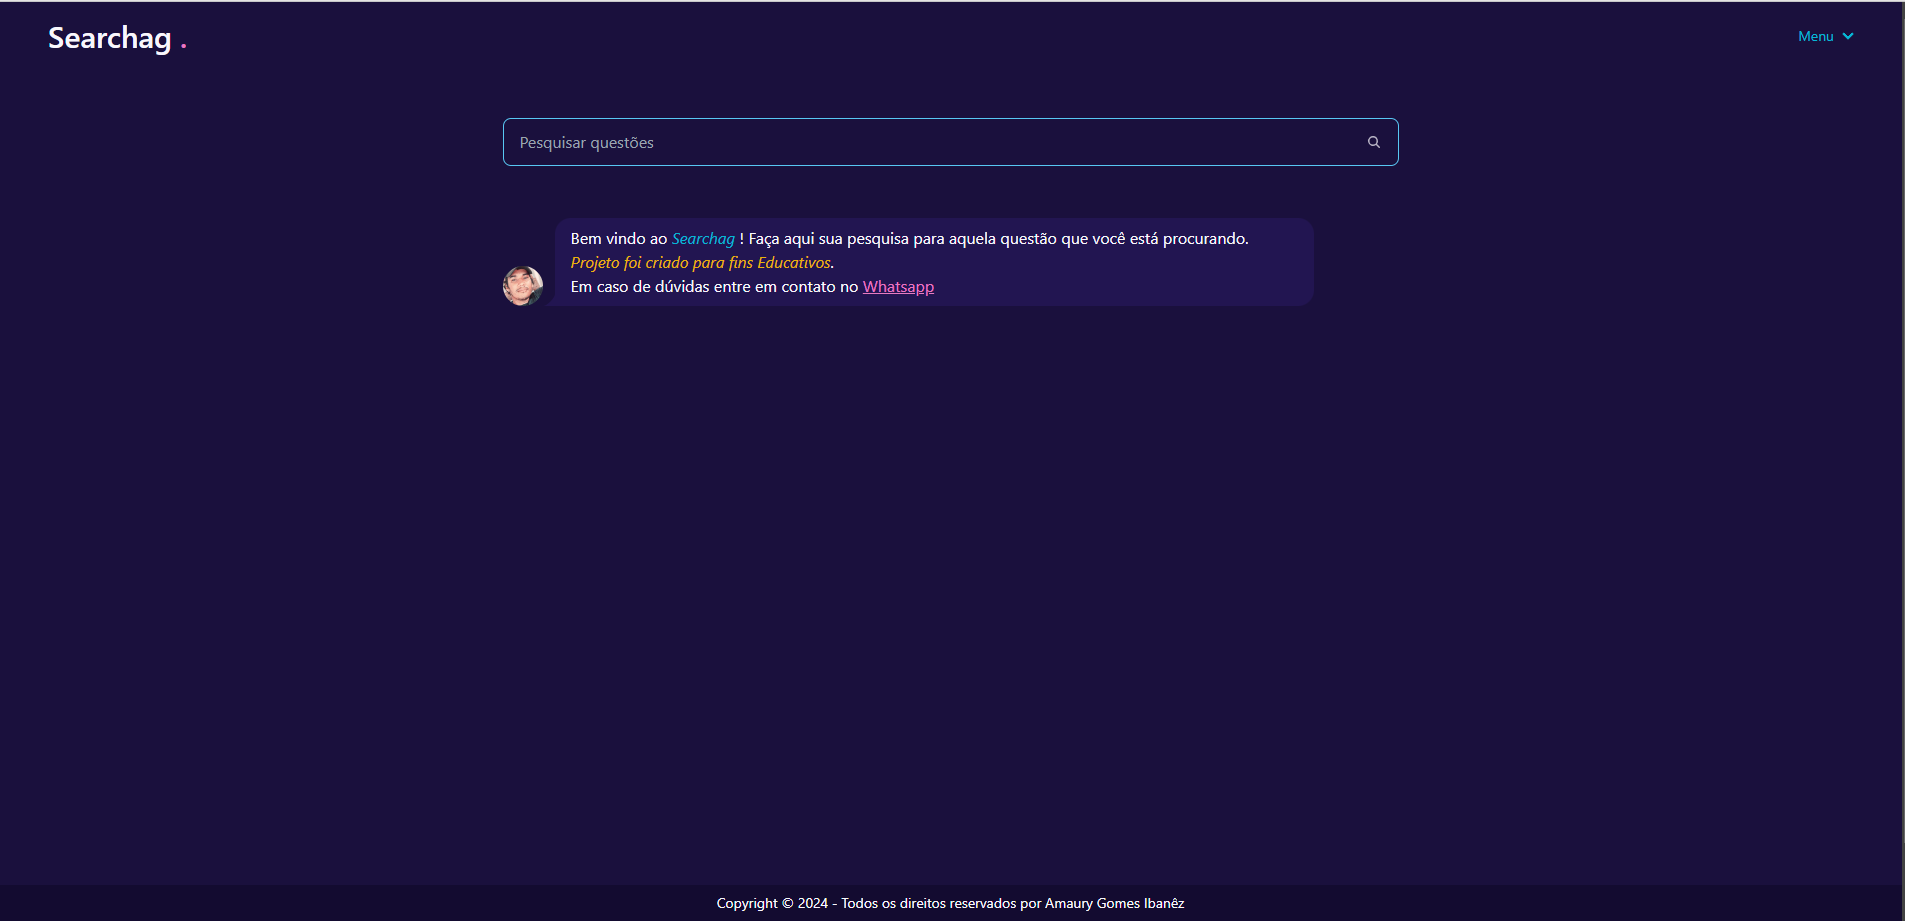 Searchag .
Menu
Pesquisar questões
Bem vindo ao Searchag ! Faça aqui sua pesquisa para aquela questão que você está procurando.
Projeto foi criado para fins Educativos.
Em caso de dúvidas entre em contato no Whatsapp
Copyright © 2024 - Todos os direitos reservados por Amaury Gomes Ibanêz